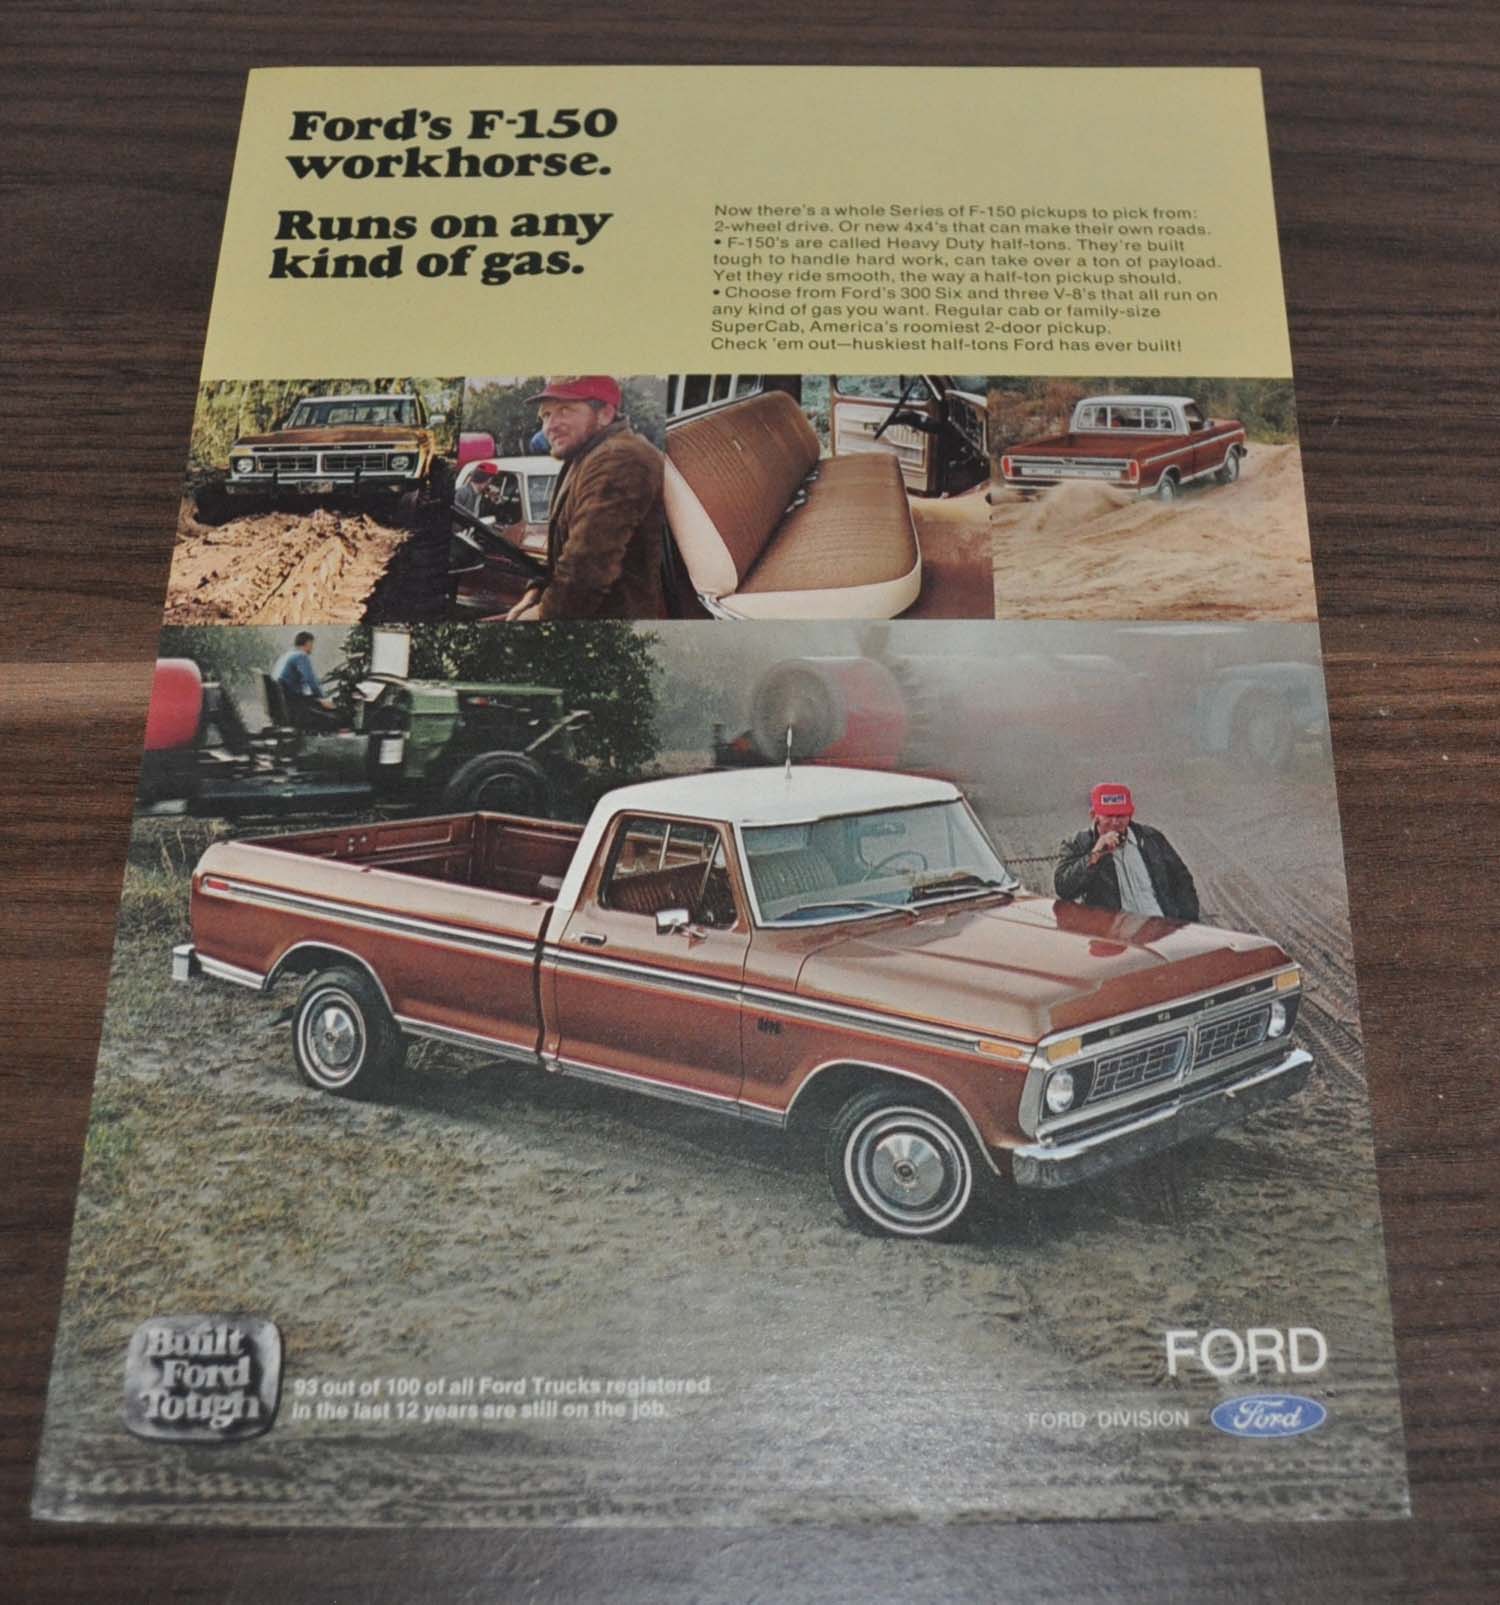 Ford's F-150
workhorse.
Runs on any
kind of gas.
Now there's a whole Series of F-150 pickups to pick from:
2-wheel drive. Or new 4x4's that can make their own roads.
• F-150's are called Heavy Duty half-tons. They're built
tough to handle hard work, can take over a ton of payload.
Yet they ride smooth, the way a half-ton pickup should.
• Choose from Ford's 300 Six and three V-8's that all run on
any kind of gas you want. Regular cab or family-size
SuperCab, America's roomiest 2-door pickup.
Check 'em out—huskiest half-tons Ford has ever built!
FORD
Built
Ford
Tough
93 out of 100 of all Ford Trucks registered
in the last 12 years are still on the job.
FORD
FORD DIVISION
Ford